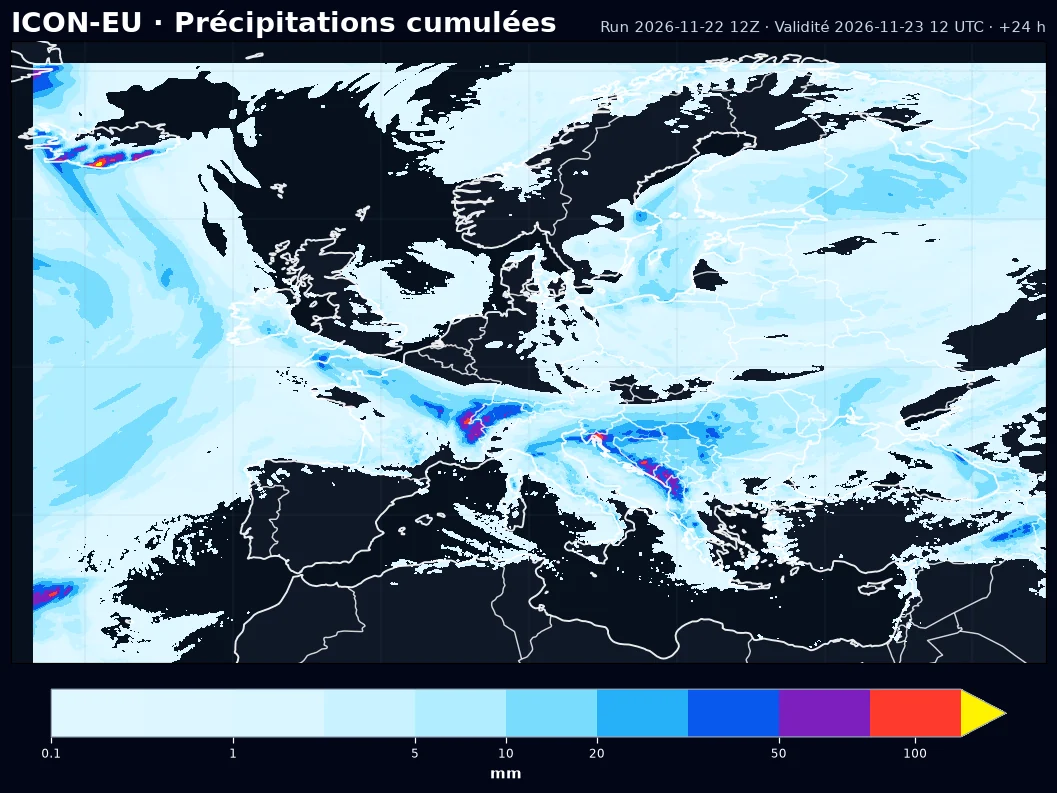 ICON-EU · Précipitations cumulées
Run 2026-11-22 12Z · Validité 2026-11-23 12 UTC · +24 h
0.1 1 5 10 20 50 100
mm